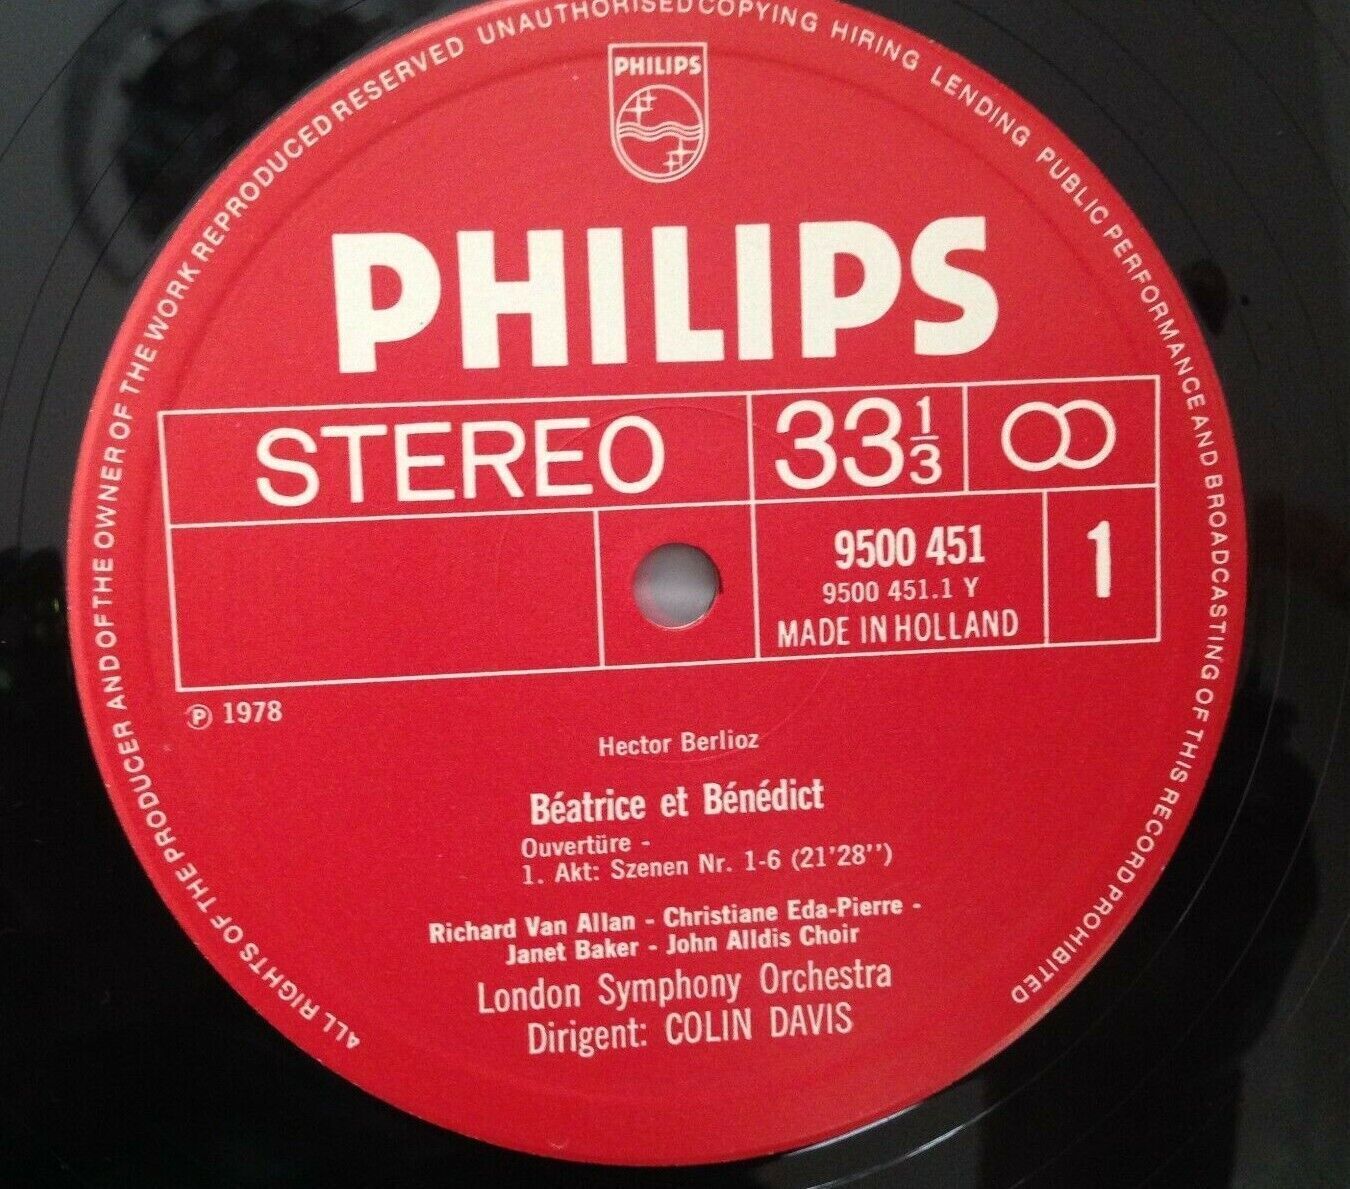 ALL RIGHTS OF THE PRODUCER AND OF THE OWNER OF THE WORK REPRODUCED RESERVED UNAUTHORISED COPYING HIRING LENDING PUBLIC PERFORMANCE AND BROADCASTING OF THIS RECORD PROHIBITED
PHILIPS
PHILIPS
STEREO 33 1/3
9500 451 1
9500 451.1 Y
MADE IN HOLLAND
℗ 1978
Hector Berlioz
Béatrice et Bénédict
Ouvertüre -
1. Akt: Szenen Nr. 1-6 (21'28'')
Richard Van Allan - Christiane Eda-Pierre -
Janet Baker - John Alldis Choir
London Symphony Orchestra
Dirigent: COLIN DAVIS